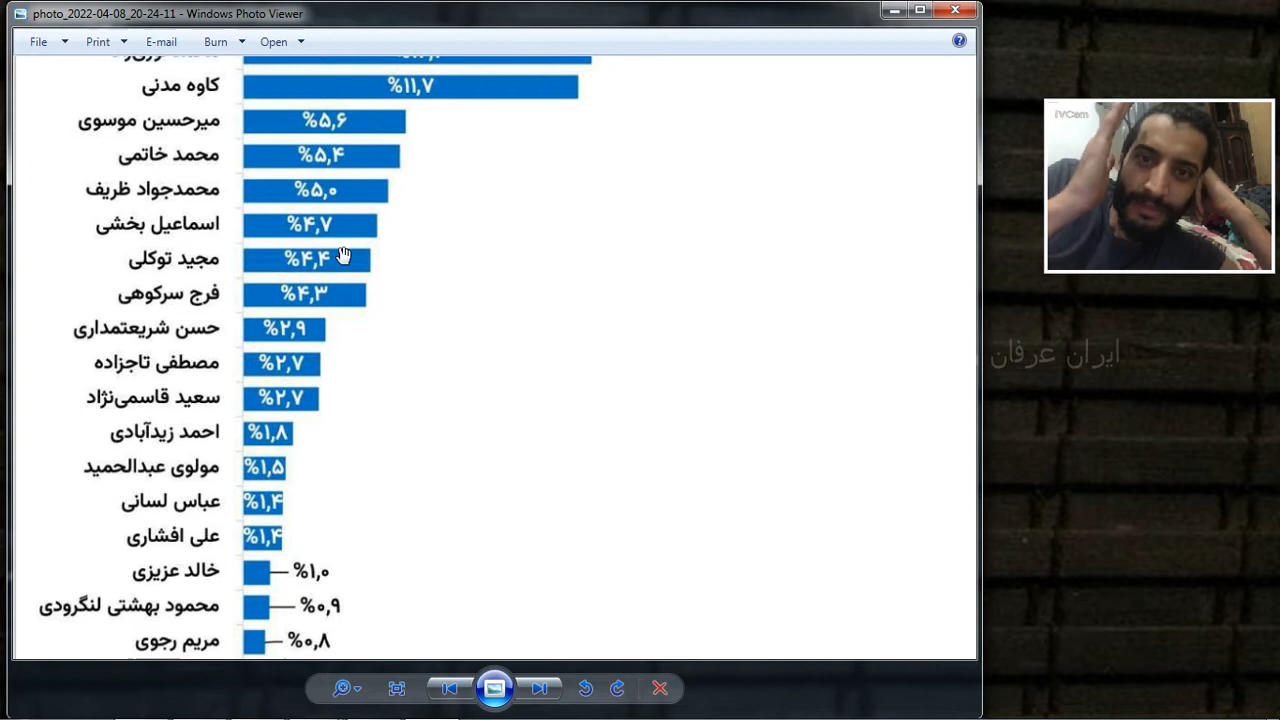 photo_2022-04-08_20-24-11 - Windows Photo Viewer
File Print E-mail Burn Open
کاوه مدنی %۱۱٫۷
میرحسین موسوی %۵٫۶
محمد خاتمی %۵٫۴
محمدجواد ظریف %۵٫۰
اسماعیل بخشی %۴٫۷
مجید توکلی %۴٫۴
فرج سرکوهی %۴٫۳
حسن شریعتمداری %۲٫۹
مصطفی تاجزاده %۲٫۷
سعید قاسمی‌نژاد %۲٫۷
احمد زیدآبادی %۱٫۸
مولوی عبدالحمید %۱٫۵
عباس لسانی %۱٫۴
علی افشاری %۱٫۴
خالد عزیزی %۱٫۰
محمود بهشتی لنگرودی %۰٫۹
مریم رجوی %۰٫۸
iVCam
ایران عرفان